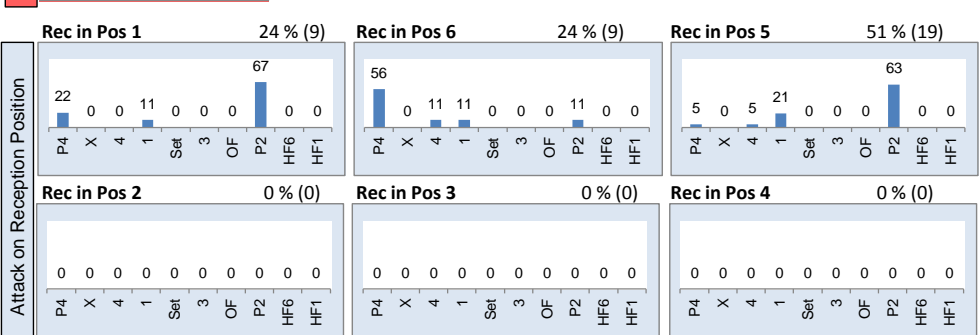 Attack on Reception Position
Rec in Pos 1 24 % (9)
22 0 0 11 0 0 0 67 0 0
P4 X 4 1 Set 3 OF P2 HF6 HF1
Rec in Pos 6 24 % (9)
56 0 11 11 0 0 0 11 0 0
P4 X 4 1 Set 3 OF P2 HF6 HF1
Rec in Pos 5 51 % (19)
5 0 5 21 0 0 0 63 0 0
P4 X 4 1 Set 3 OF P2 HF6 HF1
Rec in Pos 2 0 % (0)
0 0 0 0 0 0 0 0 0 0
P4 X 4 1 Set 3 OF P2 HF6 HF1
Rec in Pos 3 0 % (0)
0 0 0 0 0 0 0 0 0 0
P4 X 4 1 Set 3 OF P2 HF6 HF1
Rec in Pos 4 0 % (0)
0 0 0 0 0 0 0 0 0 0
P4 X 4 1 Set 3 OF P2 HF6 HF1